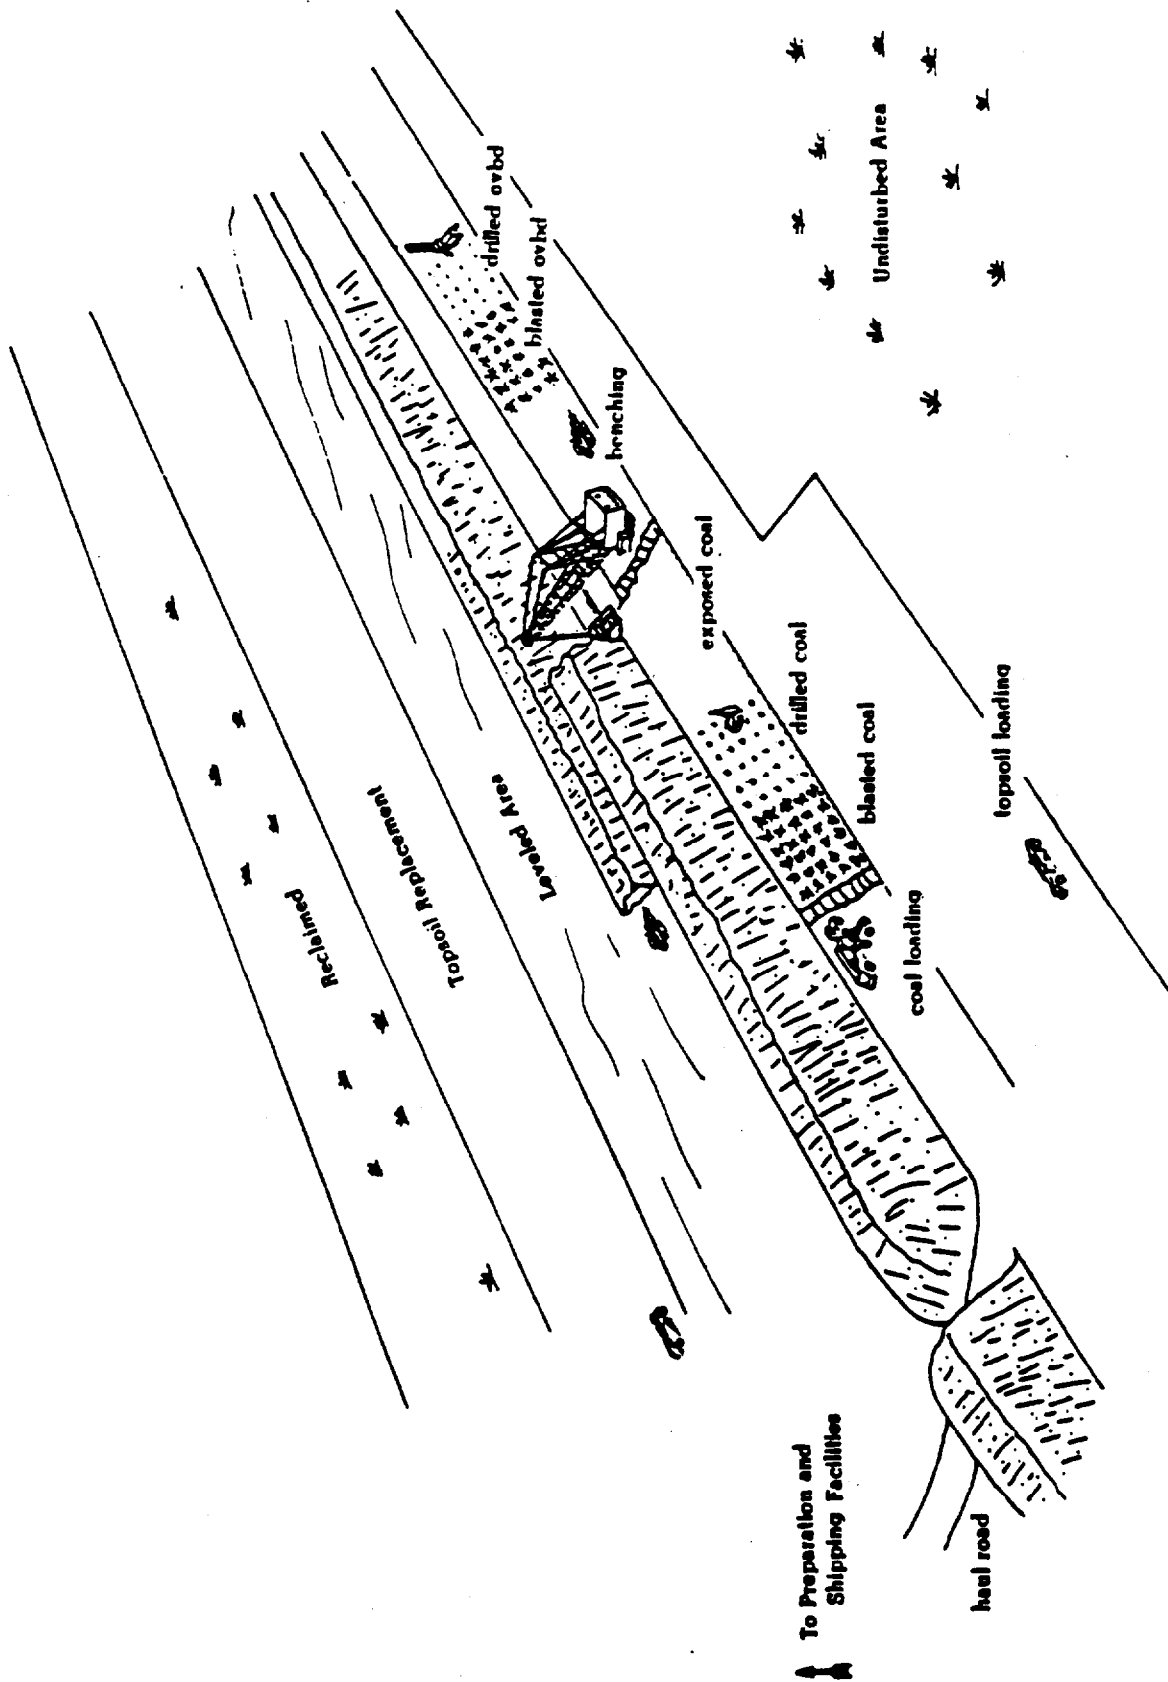 Reclaimed
Topsoil Replacement
Leveled Area
drilled ovbd
blasted ovbd
benching
exposed coal
drilled coal
blasted coal
coal loading
topsoil loading
Undisturbed Area
To Preparation and
Shipping Facilities
haul road